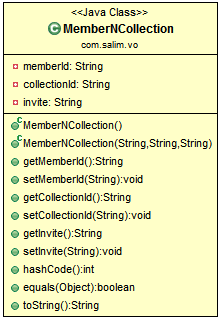 <<Java Class>>
MemberNCollection
com.salim.vo
memberId: String
collectionId: String
invite: String
MemberNCollection()
MemberNCollection(String,String,String)
getMemberId():String
setMemberId(String):void
getCollectionId():String
setCollectionId(String):void
getInvite():String
setInvite(String):void
hashCode():int
equals(Object):boolean
toString():String